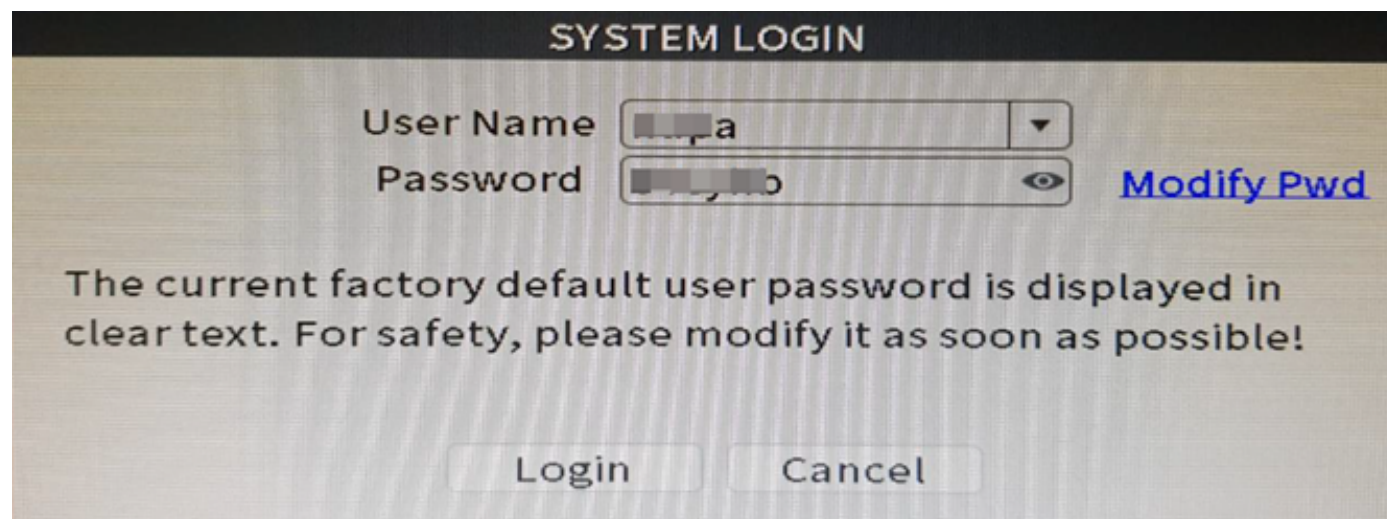 SYSTEM LOGIN
User Name
Password
Modify Pwd
The current factory default user password is displayed in
clear text. For safety, please modify it as soon as possible!
Login Cancel